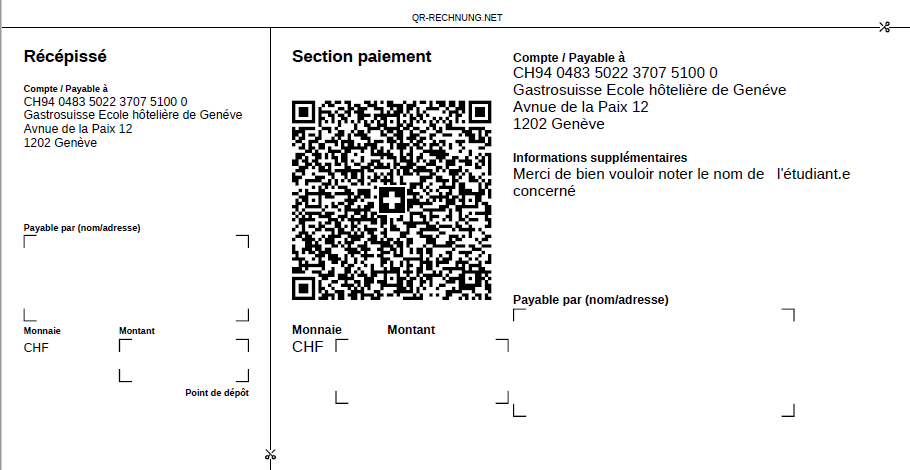 QR-RECHNUNG.NET
Récépissé
Compte / Payable à
CH94 0483 5022 3707 5100 0
Gastrosuisse Ecole hôtelière de Genéve
Avnue de la Paix 12
1202 Genève
Payable par (nom/adresse)
Monnaie Montant
CHF
Point de dépôt
Section paiement
Monnaie Montant
CHF
Compte / Payable à
CH94 0483 5022 3707 5100 0
Gastrosuisse Ecole hôtelière de Genéve
Avnue de la Paix 12
1202 Genève
Informations supplémentaires
Merci de bien vouloir noter le nom de l'étudiant.e
concerné
Payable par (nom/adresse)